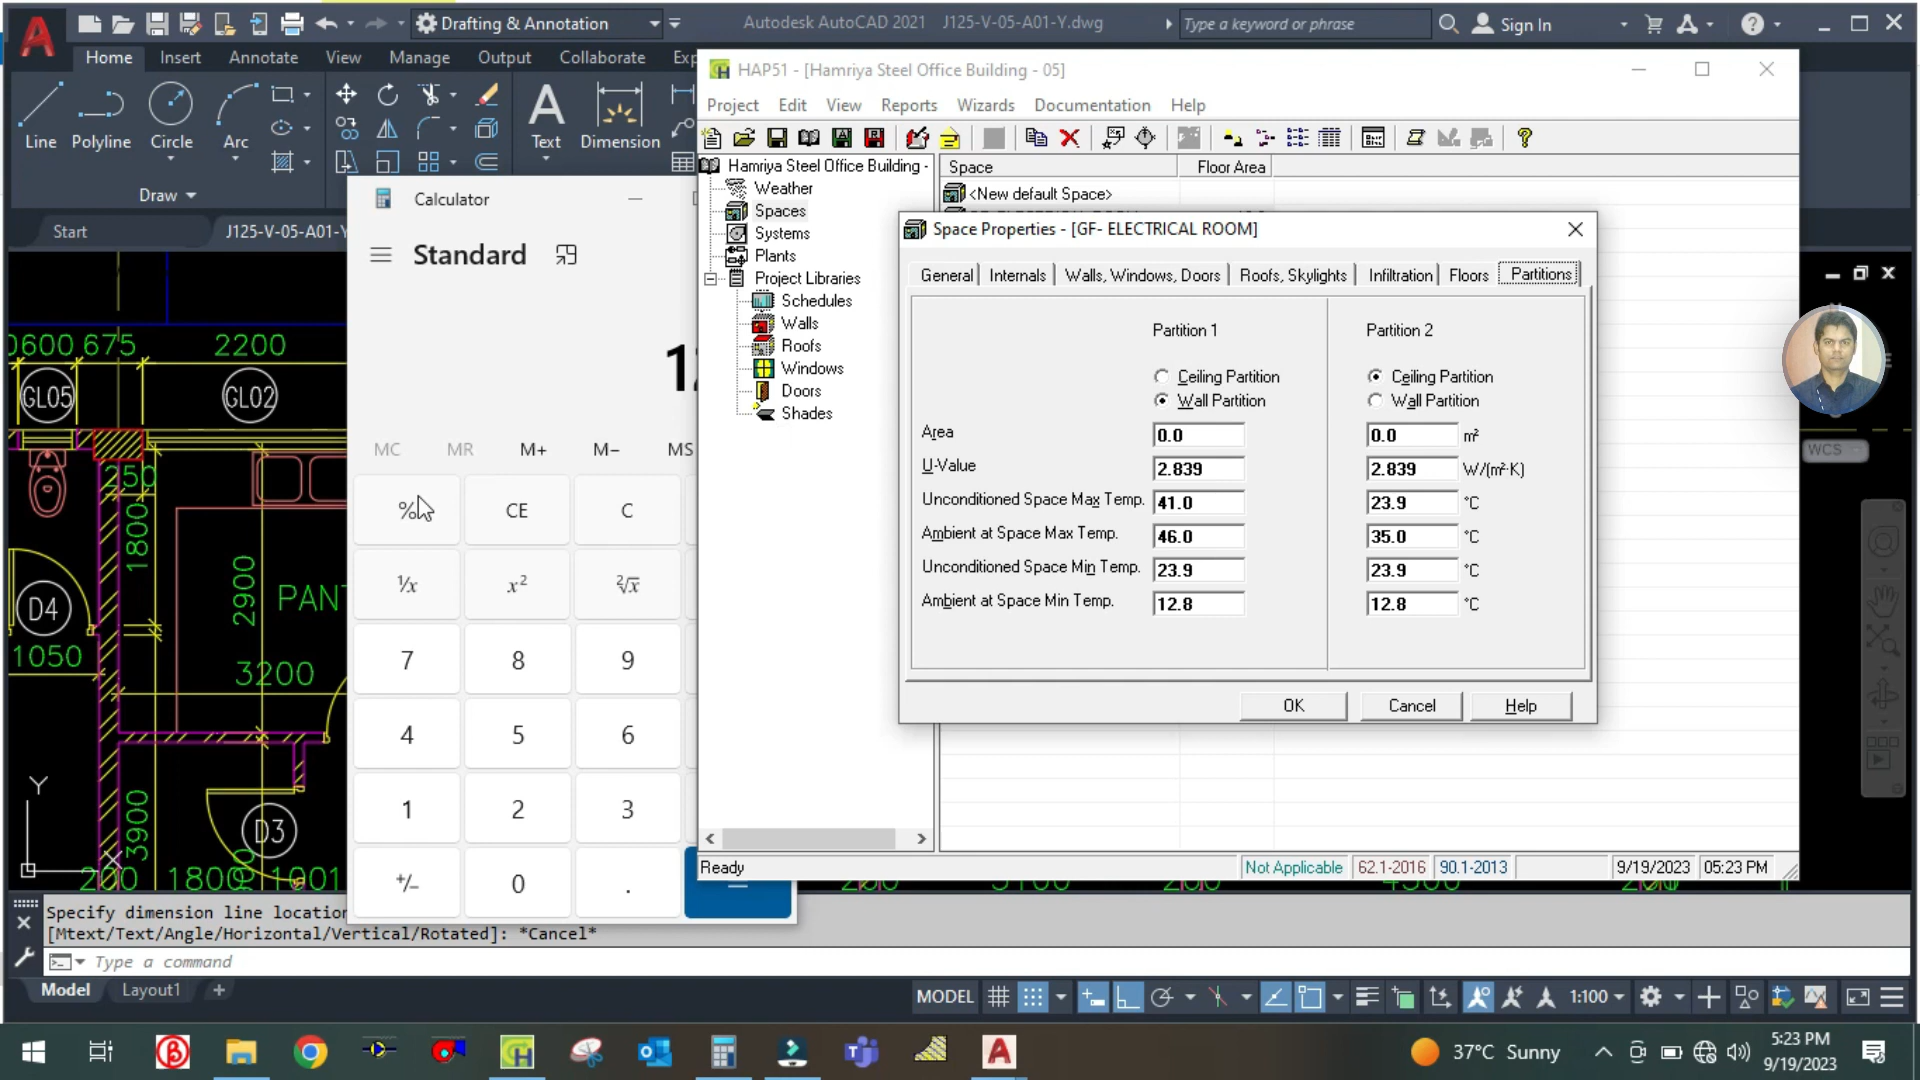 Drafting & Annotation
Autodesk AutoCAD 2021 J125-V-05-A01-Y.dwg
Type a keyword or phrase
Sign In
Home Insert Annotate View Manage Output Collaborate Exp
Line Polyline Circle Arc
Text Dimension
Draw
Start J125-V-05-A01-Y
HAP51 - [Hamriya Steel Office Building - 05]
Project Edit View Reports Wizards Documentation Help
Hamriya Steel Office Building -
Weather
Spaces
Systems
Plants
Project Libraries
Schedules
Walls
Roofs
Windows
Doors
Shades
Space Floor Area
<New default Space>
Calculator
Standard
12
MC MR M+ M− MS
% CE C
¹/x x² ²√x
7 8 9
4 5 6
1 2 3
+/− 0 .
Space Properties - [GF- ELECTRICAL ROOM]
General Internals Walls, Windows, Doors Roofs, Skylights Infiltration Floors Partitions
Partition 1 Partition 2
Ceiling Partition Ceiling Partition
Wall Partition Wall Partition
Area 0.0 0.0 m²
U-Value 2.839 2.839 W/(m²·K)
Unconditioned Space Max Temp. 41.0 23.9 °C
Ambient at Space Max Temp. 46.0 35.0 °C
Unconditioned Space Min Temp. 23.9 23.9 °C
Ambient at Space Min Temp. 12.8 12.8 °C
OK Cancel Help
Ready Not Applicable 62.1-2016 90.1-2013 9/19/2023 05:23 PM
WCS
0600 675 2200
GL05 GL02
250
1800
2900
PANT
D4
1050
3200
D3
3900
200 1800 1001
Y
X
Specify dimension line location
[Mtext/Text/Angle/Horizontal/Vertical/Rotated]: *Cancel*
Type a command
Model Layout1 +
MODEL 1:100
37°C Sunny
5:23 PM
9/19/2023